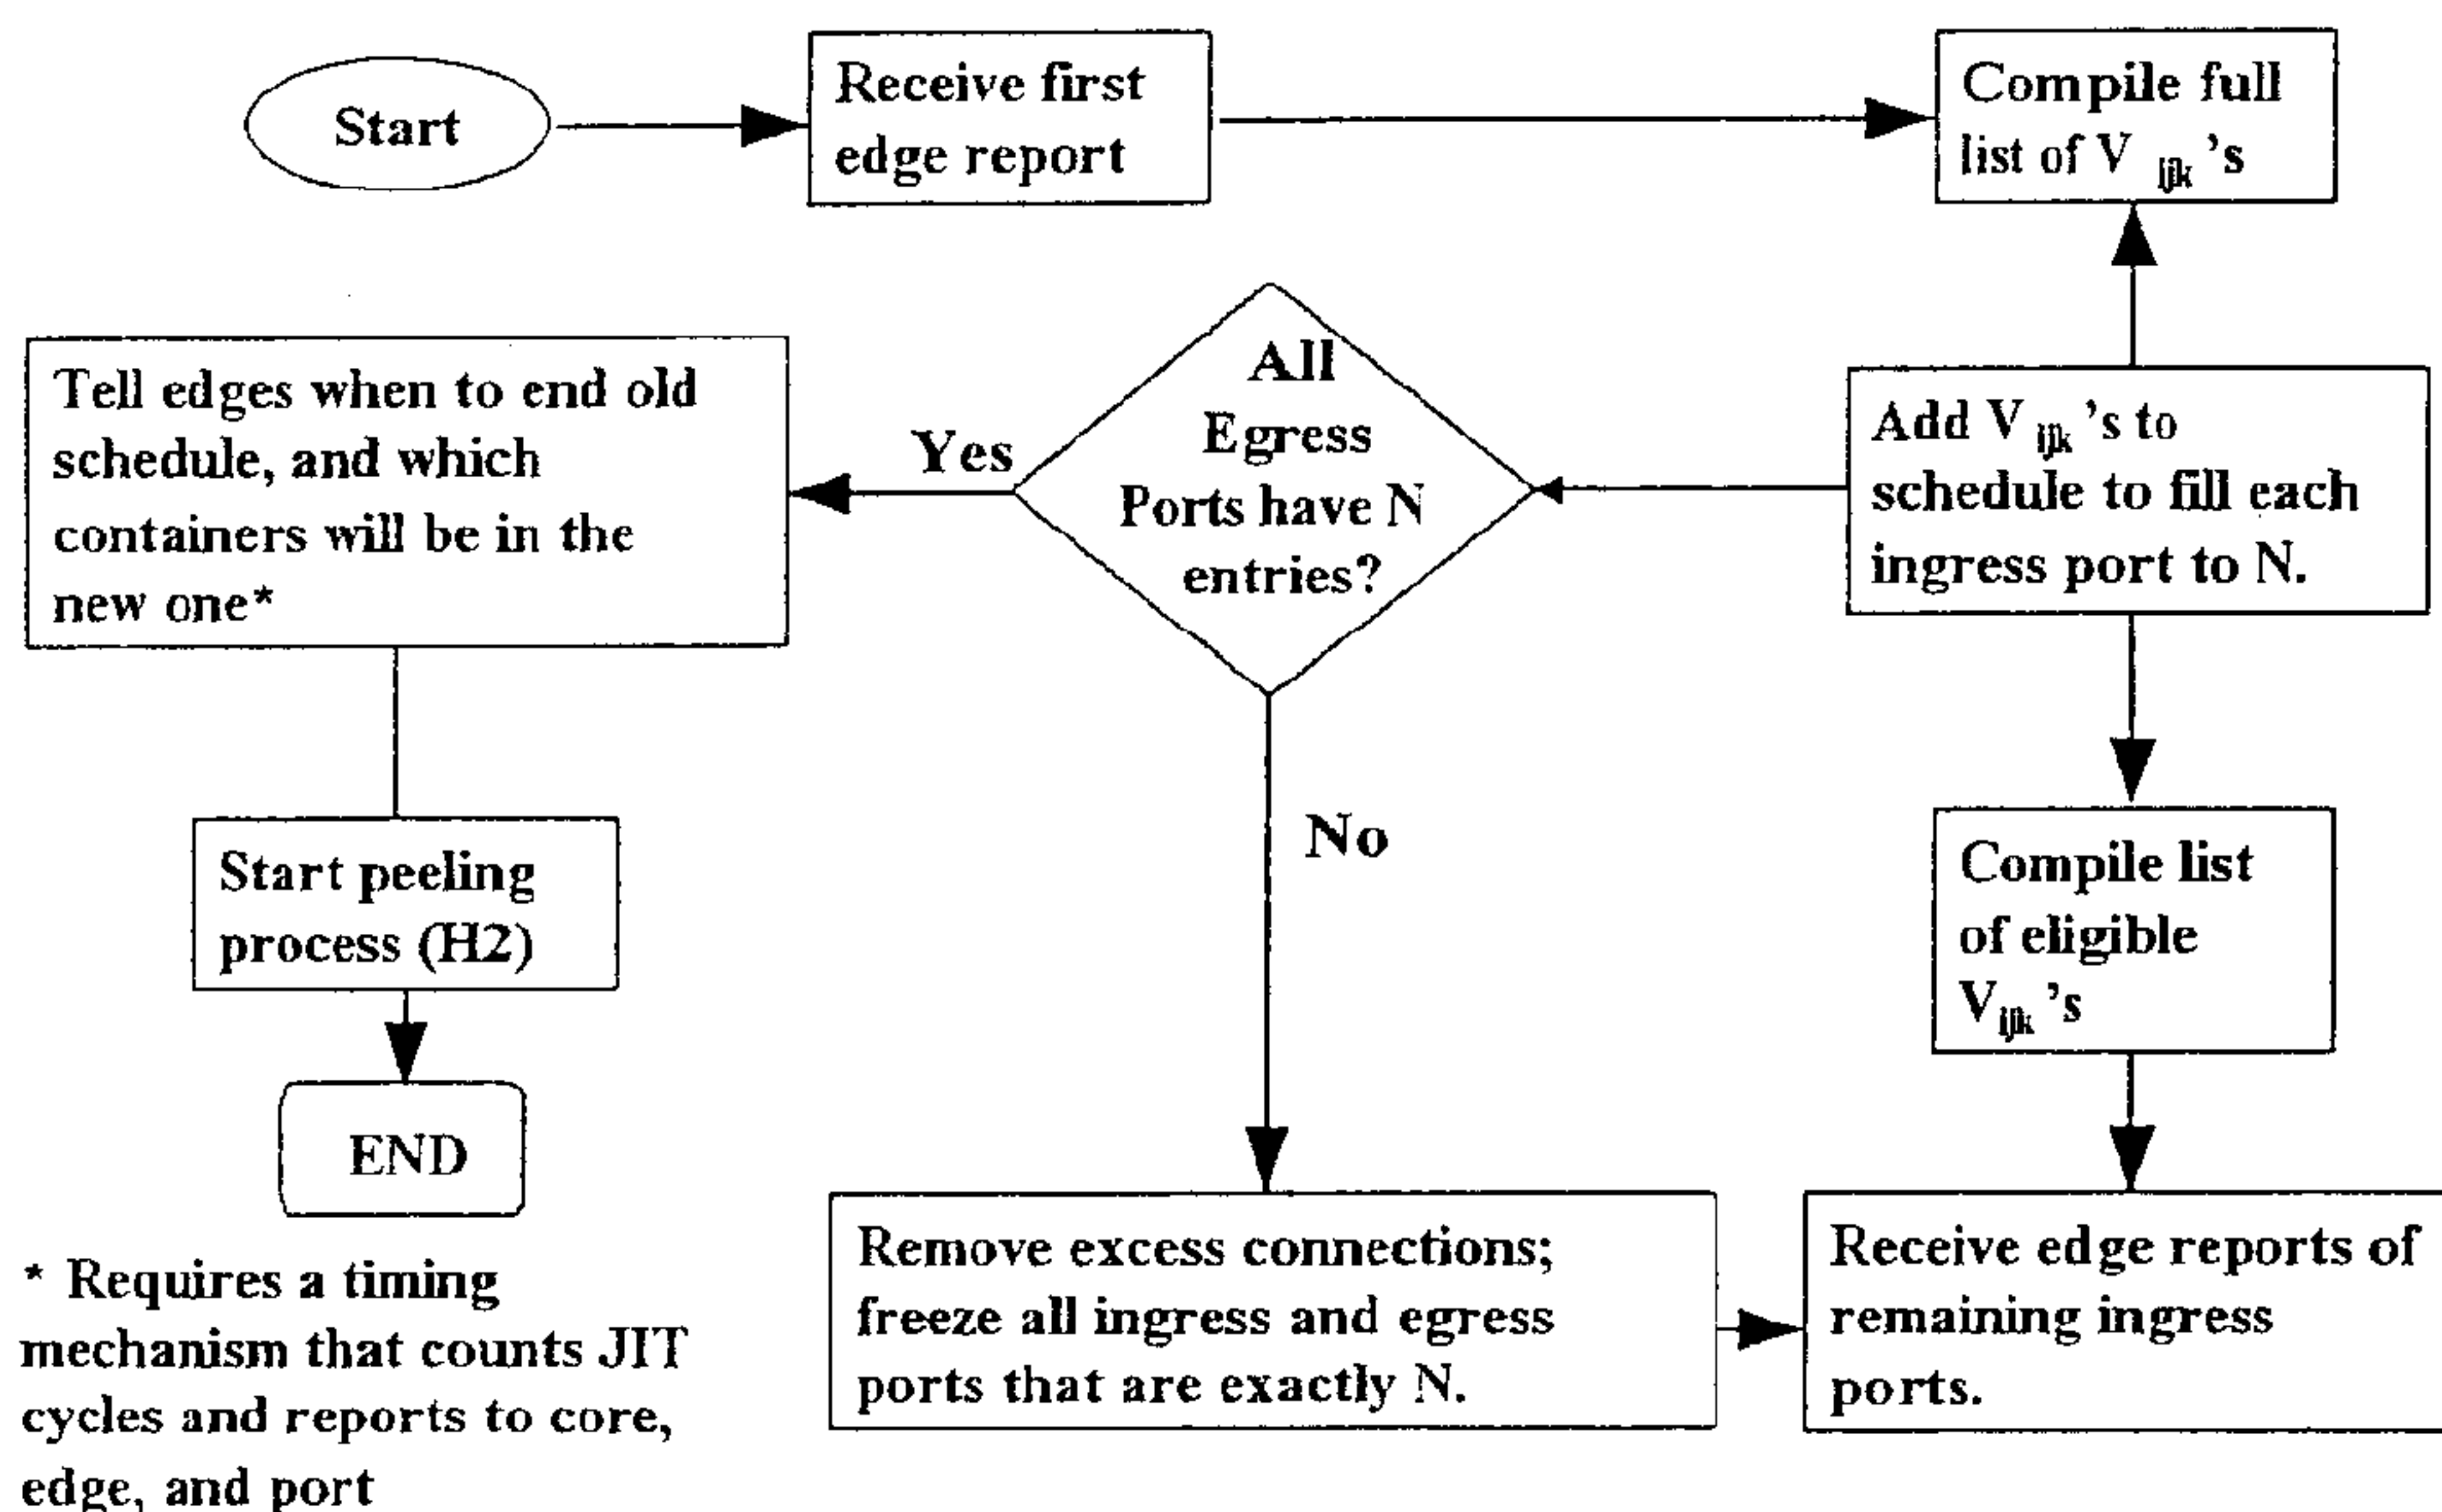 Start
Receive first
edge report
Compile full
list of V ijk 's
Tell edges when to end old
schedule, and which
containers will be in the
new one*
Yes
All
Egress
Ports have N
entries?
Add V ijk 's to
schedule to fill each
ingress port to N.
No
Start peeling
process (H2)
Compile list
of eligible
Vijk 's
END
Remove excess connections;
freeze all ingress and egress
ports that are exactly N.
Receive edge reports of
remaining ingress
ports.
* Requires a timing
mechanism that counts JIT
cycles and reports to core,
edge, and port